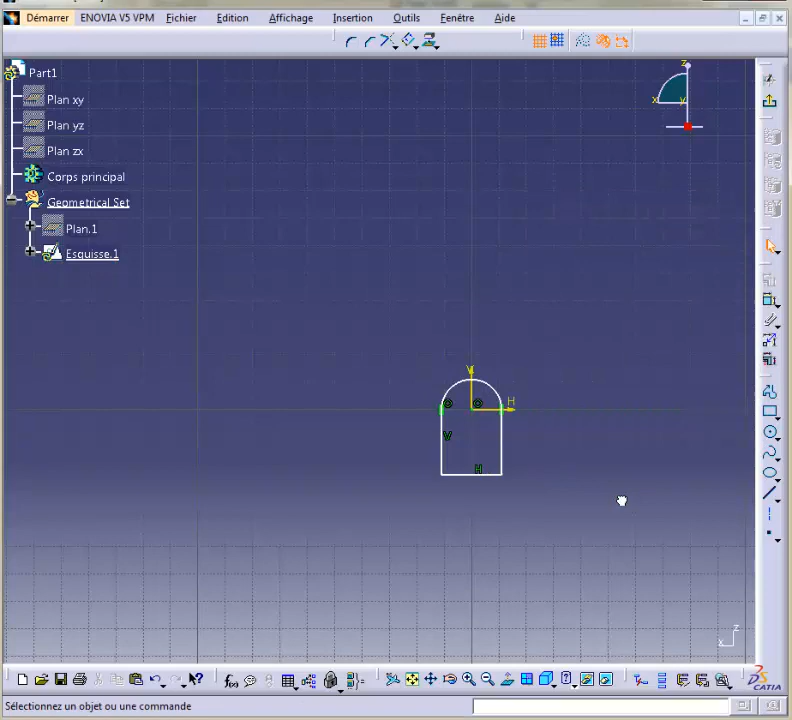 Démarrer ENOVIA V5 VPM Fichier Edition Affichage Insertion Outils Fenêtre Aide
Part1
Plan xy
Plan yz
Plan zx
Corps principal
Geometrical Set
Plan.1
Esquisse.1
z
x y
V
H
V
H
z
x
f(x)
CATIA
Sélectionnez un objet ou une commande